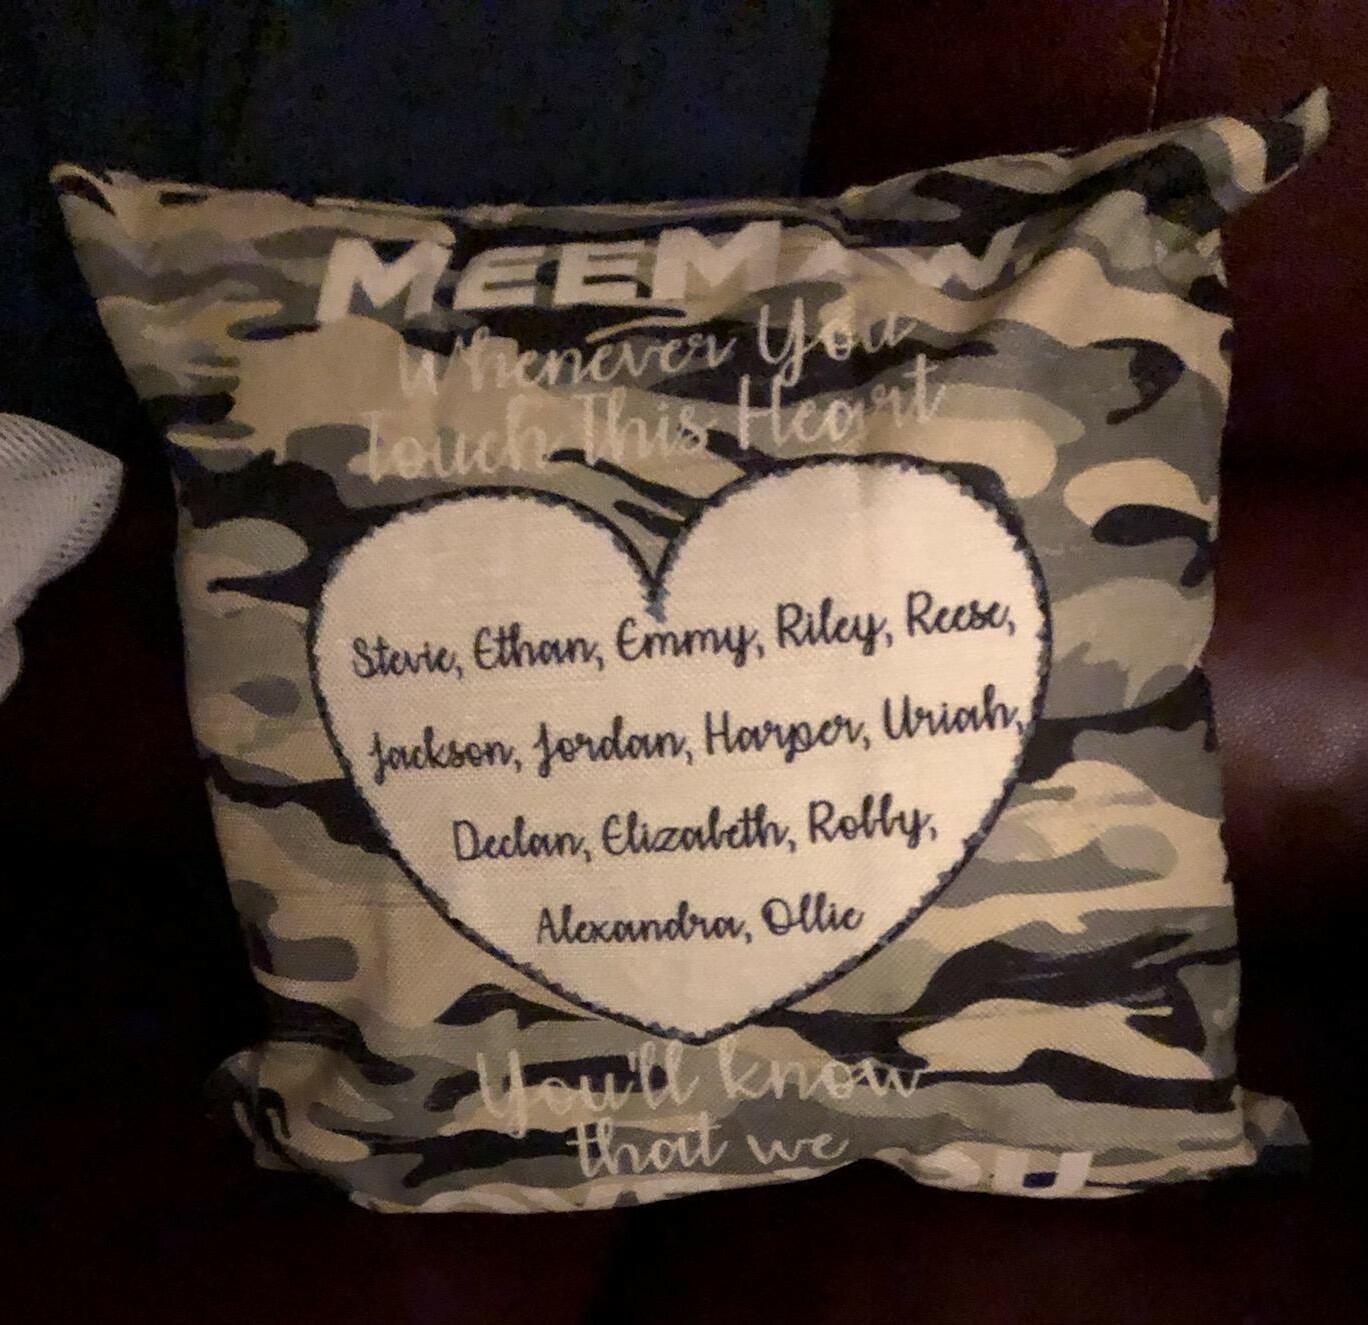 MEEMAW
Whenever You
Touch This Heart
Stevie, Ethan, Emmy, Riley, Reese,
Jackson, Jordan, Harper, Uriah,
Declan, Elizabeth, Robby,
Alexandra, Ollie
You'll know
that we